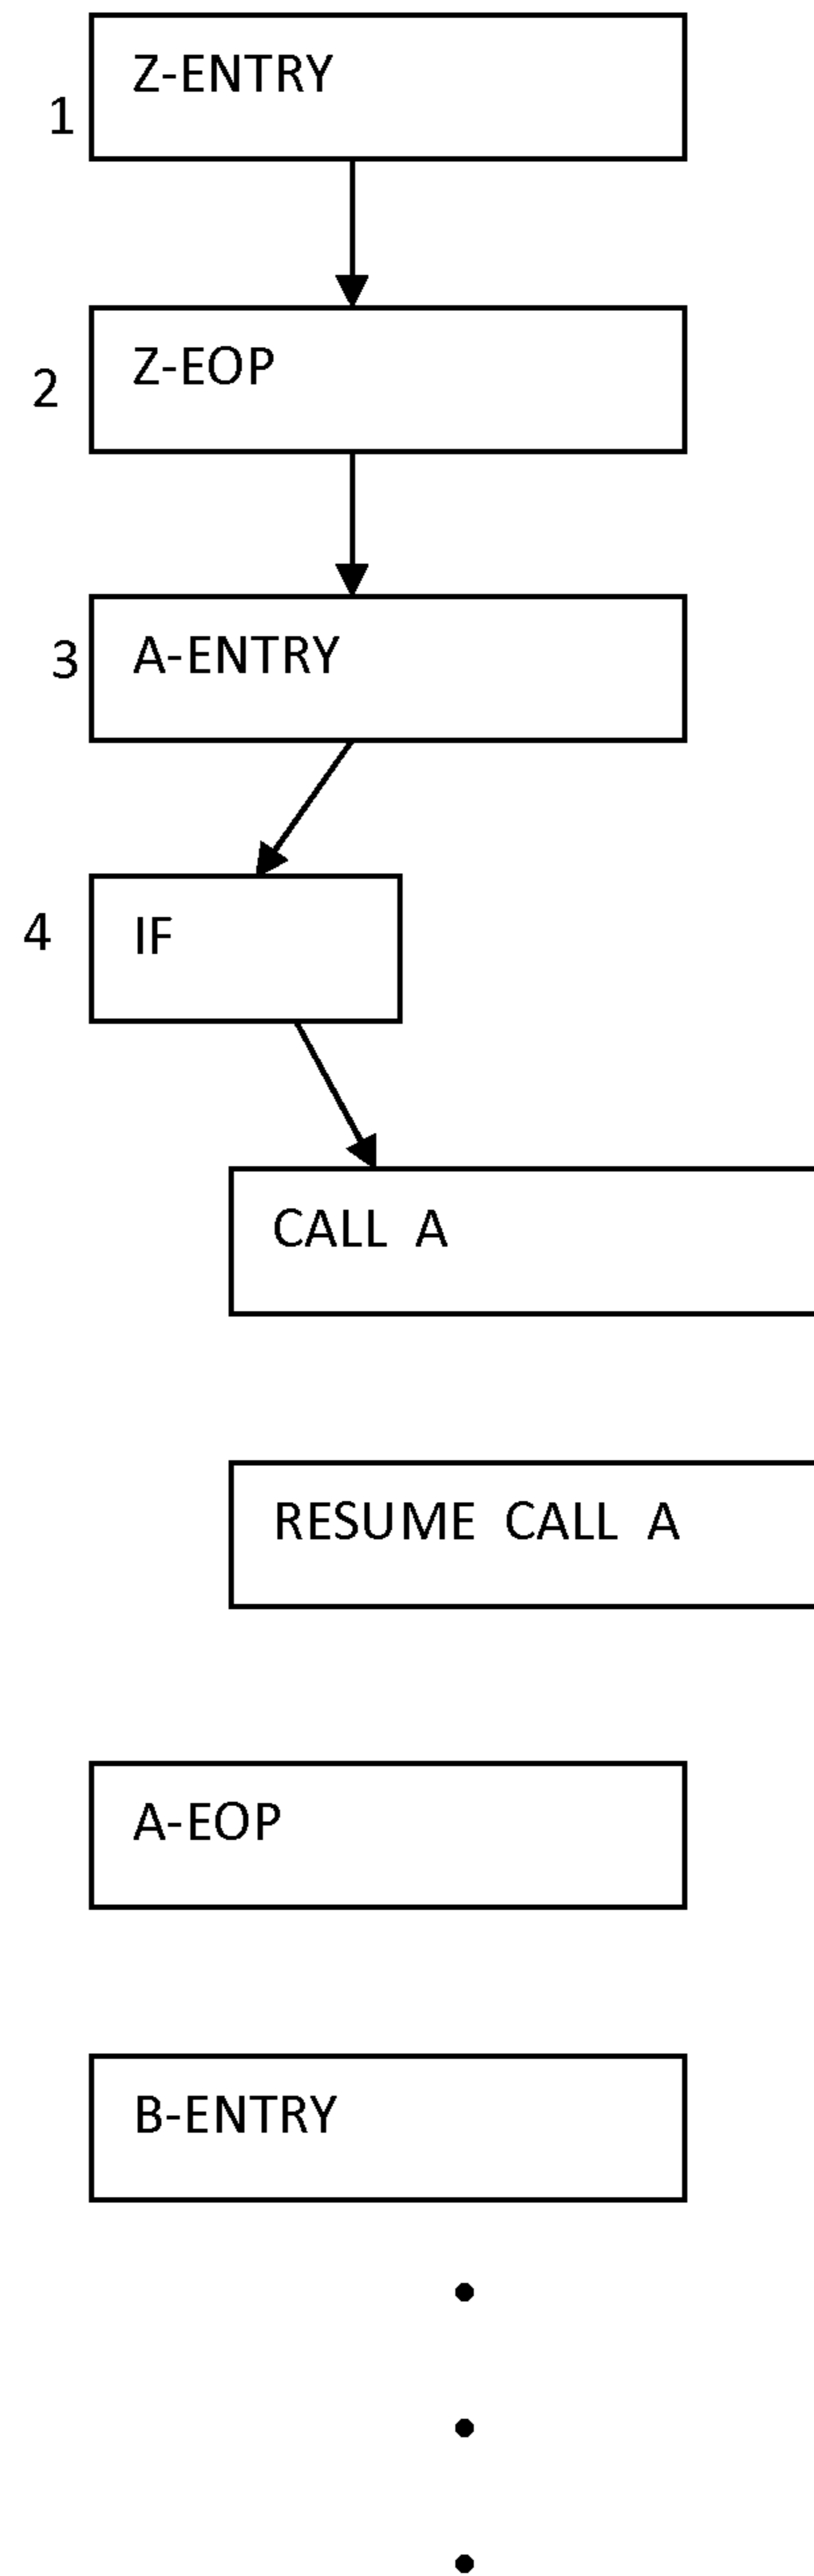 Z-ENTRY
1
Z-EOP
2
A-ENTRY
3
IF
4
CALL A
RESUME CALL A
A-EOP
B-ENTRY